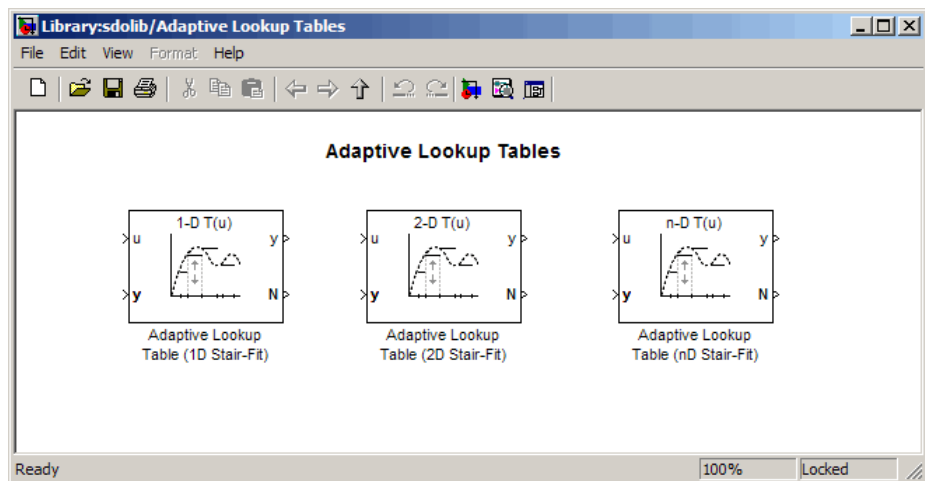 Library:sdolib/Adaptive Lookup Tables
File Edit View Format Help
Adaptive Lookup Tables
1-D T(u)
u
y
y
N
Adaptive Lookup
Table (1D Stair-Fit)
2-D T(u)
u
y
y
N
Adaptive Lookup
Table (2D Stair-Fit)
n-D T(u)
u
y
y
N
Adaptive Lookup
Table (nD Stair-Fit)
Ready
100%
Locked